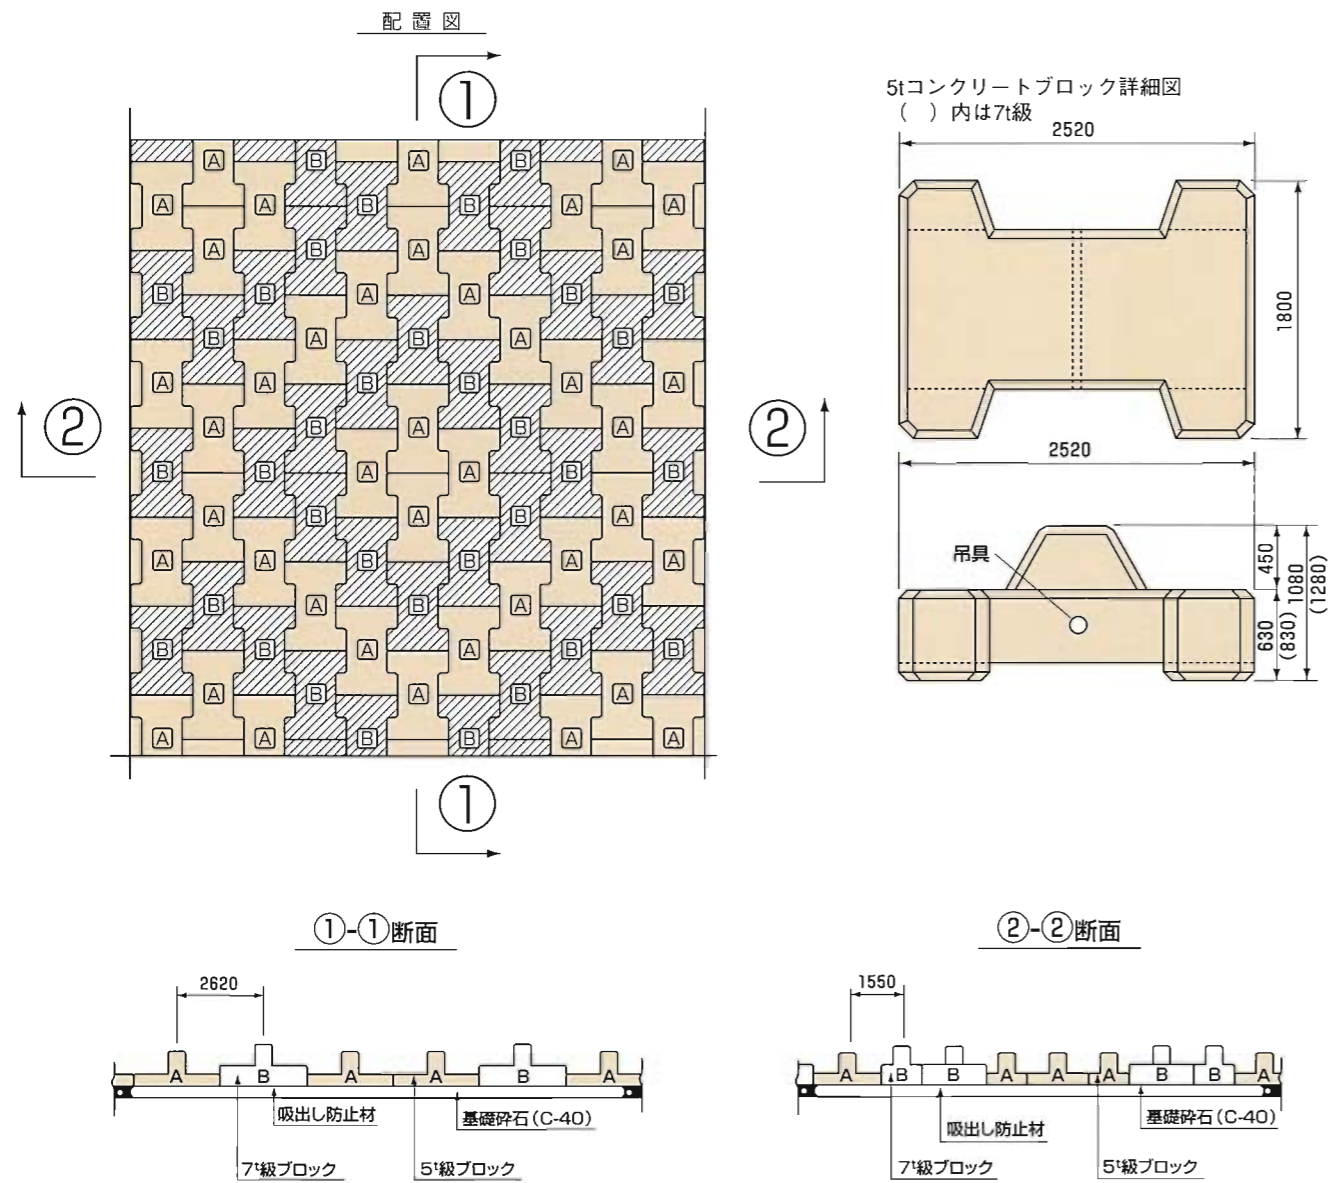 配置図
①
A B A B A
A A B B A A
A B A B A
B B A A B B
B A B A B
A A B B A A
A B A B A
B B A A B B
A B A B A
A A B B A A
B A B A B
B B A A B B
A B A B A
A A B B A A
②
②
①
5tコンクリートブロック詳細図
（　）内は7t級
2520
1800
2520
吊具
450
630
(830)
1080
(1280)
①-①断面
2620
A B A A B A
吸出し防止材
基礎砕石(C-40)
7t級ブロック
5t級ブロック
②-②断面
1550
A B B A A A B B A
吸出し防止材
基礎砕石(C-40)
7t級ブロック
5t級ブロック